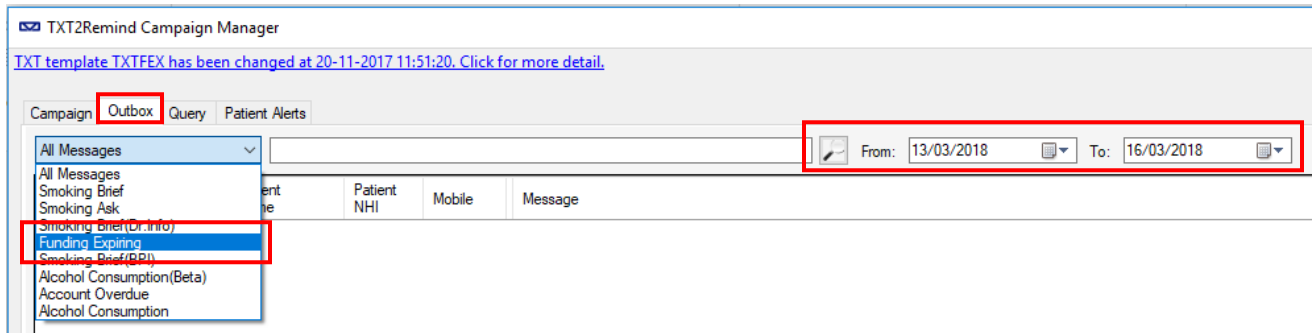 TXT2Remind Campaign Manager
TXT template TXTFEX has been changed at 20-11-2017 11:51:20. Click for more detail.
Campaign Outbox Query Patient Alerts
All Messages From: 13/03/2018 To: 16/03/2018
All Messages
Smoking Brief
Smoking Ask
Smoking Brief(Dr.Info)
Funding Expiring
Smoking Brief(BPI)
Alcohol Consumption(Beta)
Account Overdue
Alcohol Consumption
Patient NHI Mobile Message